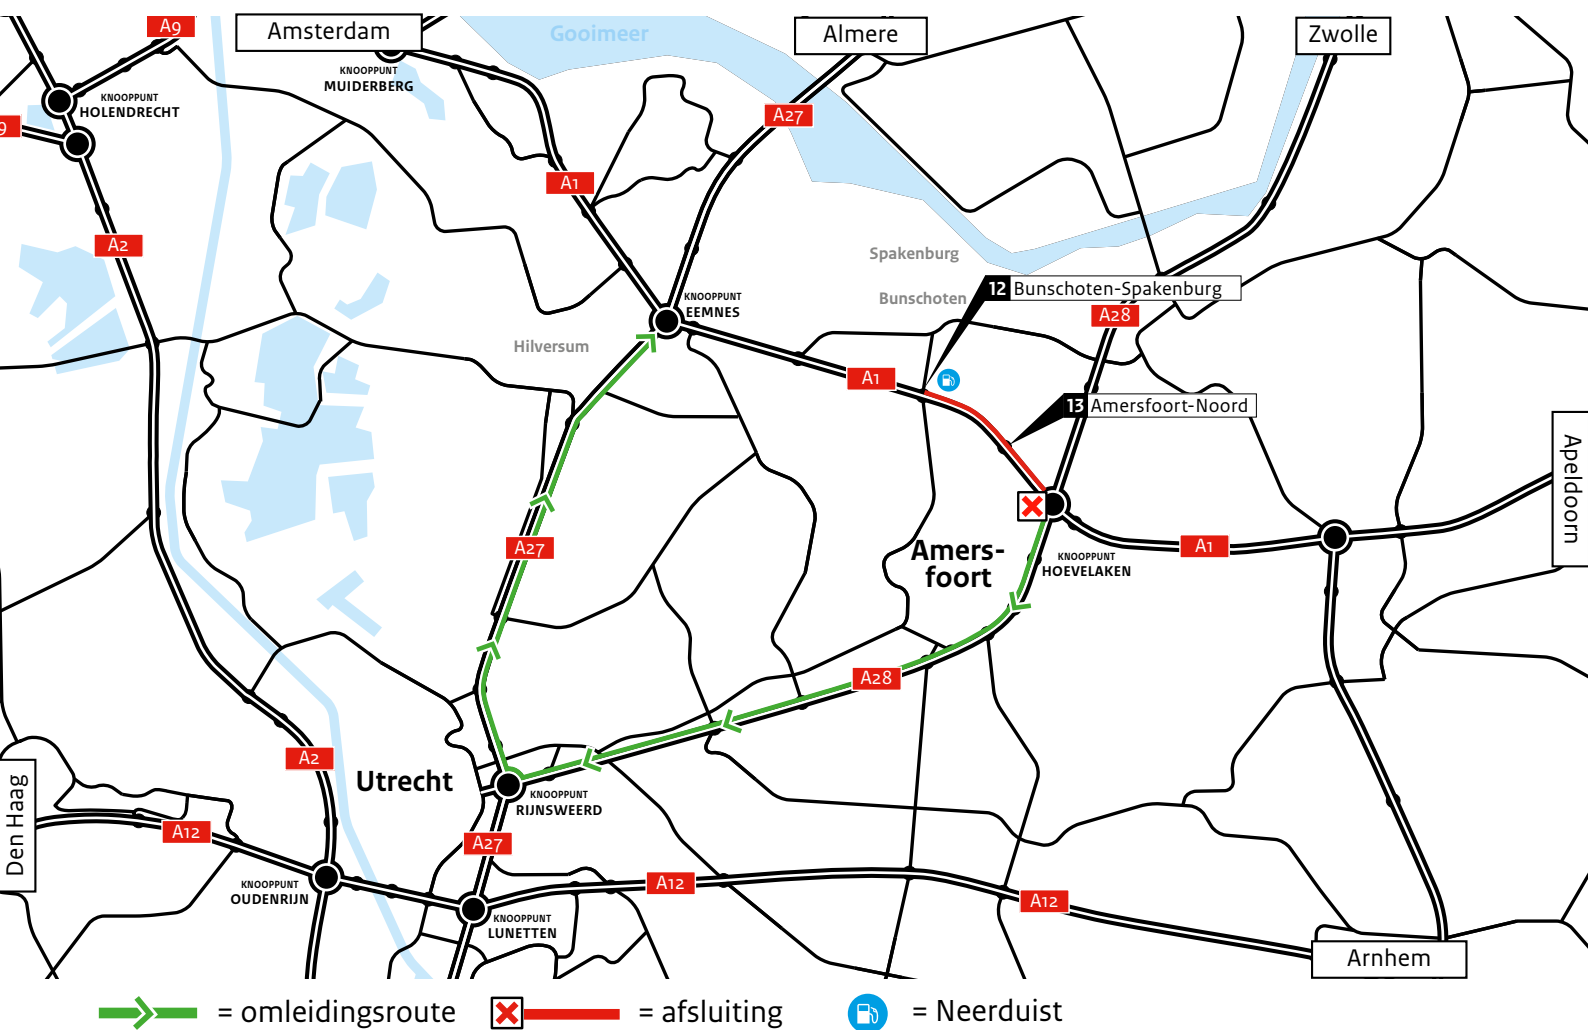 A9
Amsterdam
Gooimeer
Almere
Zwolle
KNOOPPUNT
MUIDERBERG
KNOOPPUNT
HOLENDRECHT
9
A27
A1
A2
Spakenburg
Bunschoten
12 Bunschoten-Spakenburg
KNOOPPUNT
EEMNES
A28
Hilversum
A1
13 Amersfoort-Noord
Apeldoorn
A27
Amers-
foort
A1
KNOOPPUNT
HOEVELAKEN
A28
A2
Utrecht
Den Haag
KNOOPPUNT
RIJNSWEERD
A12
A27
KNOOPPUNT
OUDENRIJN
A12
A12
KNOOPPUNT
LUNETTEN
Arnhem
= omleidingsroute
= afsluiting
= Neerduist